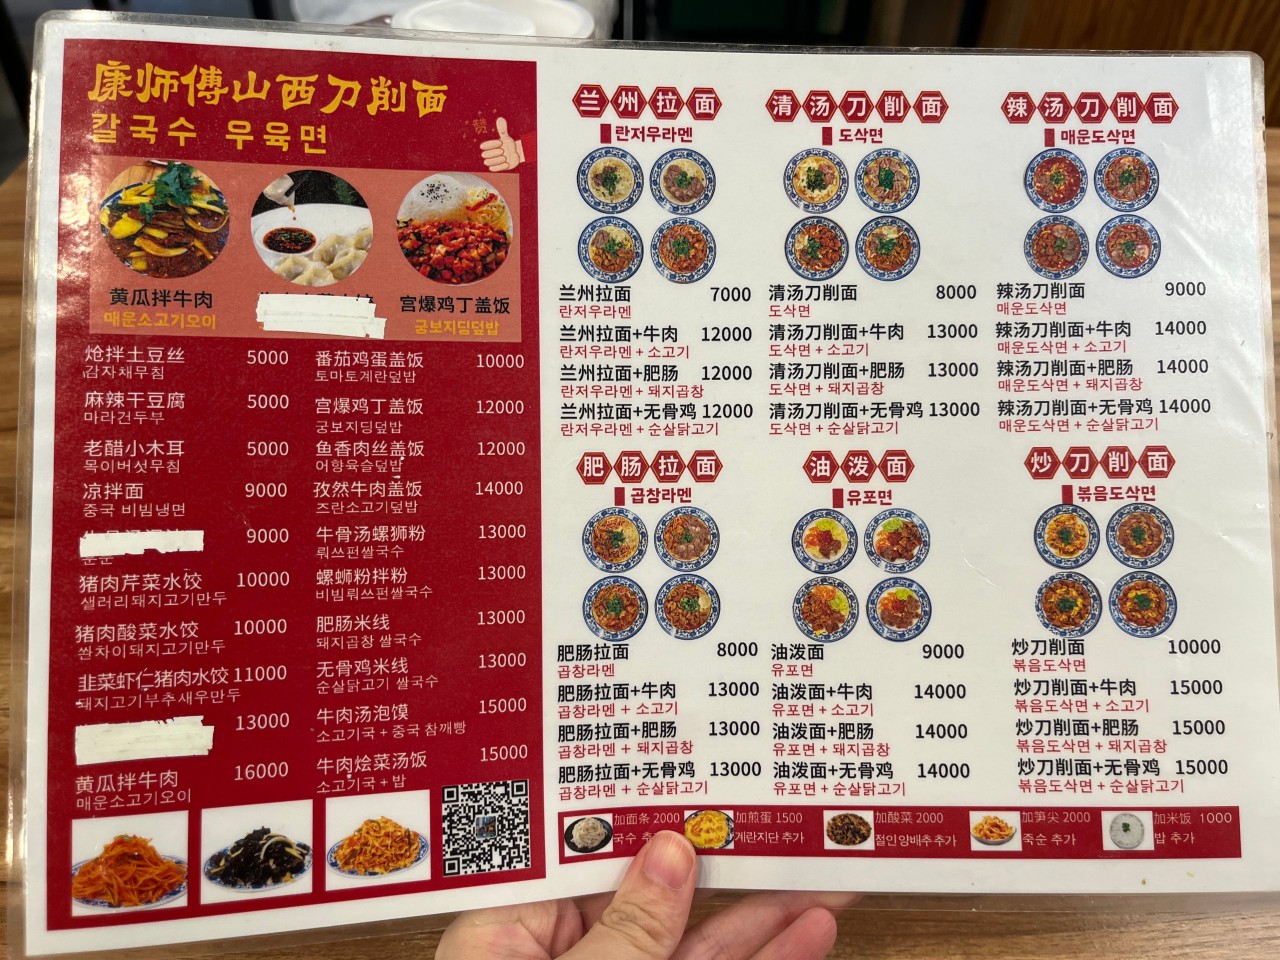 康师傅山西刀削面
칼국수 우육면
赞
黄瓜拌牛肉
매운소고기오이
宫爆鸡丁盖饭
궁보지딩덮밥
炝拌土豆丝 5000
감자채무침
麻辣干豆腐 5000
마라건두부
老醋小木耳 5000
목이버섯무침
凉拌面 9000
중국 비빔냉면
9000
猪肉芹菜水饺 10000
샐러리돼지고기만두
猪肉酸菜水饺 10000
쏸차이돼지고기만두
韭菜虾仁猪肉水饺 11000
돼지고기부추새우만두
13000
黄瓜拌牛肉 16000
매운소고기오이
番茄鸡蛋盖饭 10000
토마토계란덮밥
宫爆鸡丁盖饭 12000
궁보지딩덮밥
鱼香肉丝盖饭 12000
어향육슬덮밥
孜然牛肉盖饭 14000
즈란소고기덮밥
牛骨汤螺狮粉 13000
뤄쓰펀쌀국수
螺蛳粉拌粉 13000
비빔뤄쓰펀쌀국수
肥肠米线 13000
돼지곱창 쌀국수
无骨鸡米线 13000
순살닭고기 쌀국수
牛肉汤泡馍 15000
소고기국 + 중국 참깨빵
牛肉烩菜汤饭 15000
소고기국 + 밥
兰州拉面
란저우라멘
兰州拉面 7000
란저우라멘
兰州拉面+牛肉 12000
란저우라멘 + 소고기
兰州拉面+肥肠 12000
란저우라멘 + 돼지곱창
兰州拉面+无骨鸡 12000
란저우라멘 + 순살닭고기
清汤刀削面
도삭면
清汤刀削面 8000
도삭면
清汤刀削面+牛肉 13000
도삭면 + 소고기
清汤刀削面+肥肠 13000
도삭면 + 돼지곱창
清汤刀削面+无骨鸡 13000
도삭면 + 순살닭고기
辣汤刀削面
매운도삭면
辣汤刀削面 9000
매운도삭면
辣汤刀削面+牛肉 14000
매운도삭면 + 소고기
辣汤刀削面+肥肠 14000
매운도삭면 + 돼지곱창
辣汤刀削面+无骨鸡 14000
매운도삭면 + 순살닭고기
肥肠拉面
곱창라멘
肥肠拉面 8000
곱창라멘
肥肠拉面+牛肉 13000
곱창라멘 + 소고기
肥肠拉面+肥肠 13000
곱창라멘 + 돼지곱창
肥肠拉面+无骨鸡 13000
곱창라멘 + 순살닭고기
油泼面
유포면
油泼面 9000
유포면
油泼面+牛肉 14000
유포면 + 소고기
油泼面+肥肠 14000
유포면 + 돼지곱창
油泼面+无骨鸡 14000
유포면 + 순살닭고기
炒刀削面
볶음도삭면
炒刀削面 10000
볶음도삭면
炒刀削面+牛肉 15000
볶음도삭면 + 소고기
炒刀削面+肥肠 15000
볶음도삭면 + 돼지곱창
炒刀削面+无骨鸡 15000
볶음도삭면 + 순살닭고기
加面条 2000
국수
加煎蛋 1500
계란지단 추가
加酸菜 2000
절인양배추추가
加笋尖 2000
죽순 추가
加米饭 1000
밥 추가